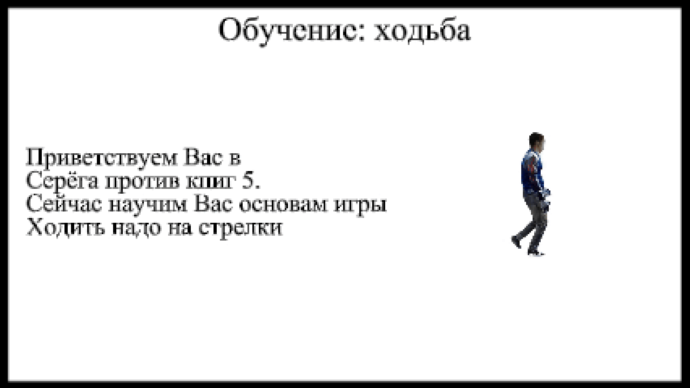 Обучение: ходьба
Приветствуем Вас в
Серёга против книг 5.
Сейчас научим Вас основам игры
Ходить надо на стрелки